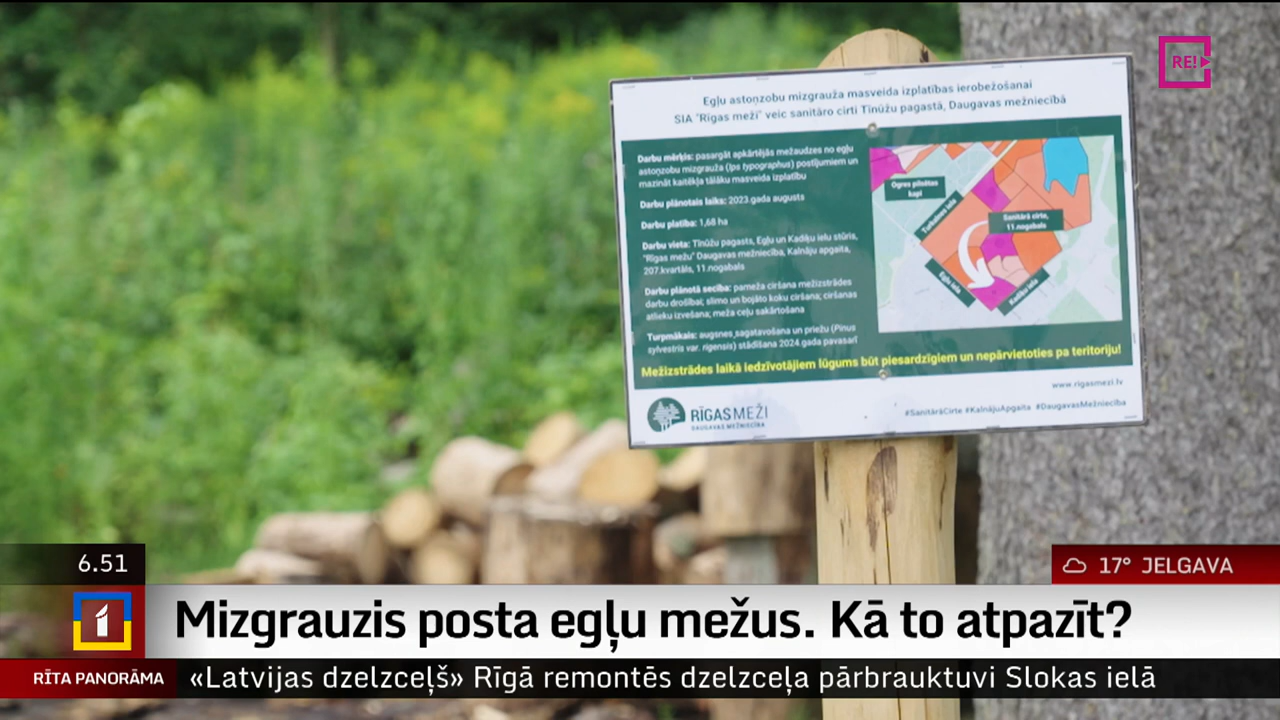 RE!
Egļu astoņzobu mizgrauža masveida izplatības ierobežošanai
SIA "Rīgas meži" veic sanitāro cirti Tīnūžu pagastā, Daugavas mežniecībā
Darbu mērķis: pasargāt apkārtējās mežaudzes no egļu
astoņzobu mizgrauža (Ips typographus) postījumiem un
mazināt kaitēkļa tālāku masveida izplatību
Darbu plānotais laiks: 2023.gada augusts
Darbu platība: 1,68 ha
Darbu vieta: Tīnūžu pagasts, Egļu un Kadiķu ielu stūris,
"Rīgas mežu" Daugavas mežniecība, Kalnāju apgaita,
207.kvartāls, 11.nogabals
Darbu plānotā secība: pameža ciršana mežizstrādes
darbu drošībai; slimo un bojāto koku ciršana; ciršanas
atlieku izvešana; meža ceļu sakārtošana
Turpmākais: augsnes sagatavošana un priežu (Pinus
sylvestris var. rigensis) stādīšana 2024.gada pavasarī
Ogres pilsētas
kapi
Turbīnes iela
Sanitārā cirte,
11.nogabals
Egļu iela
Kadiķu iela
Mežizstrādes laikā iedzīvotājiem lūgums būt piesardzīgiem un nepārvietoties pa teritoriju!
RĪGAS MEŽI
DAUGAVAS MEŽNIECĪBA
www.rigasmezi.lv
#SanitārāCirte #KalnājuApgaita #DaugavasMežniecība
6.51
17° JELGAVA
1
Mizgrauzis posta egļu mežus. Kā to atpazīt?
RĪTA PANORĀMA
«Latvijas dzelzceļš» Rīgā remontēs dzelzceļa pārbrauktuvi Slokas ielā